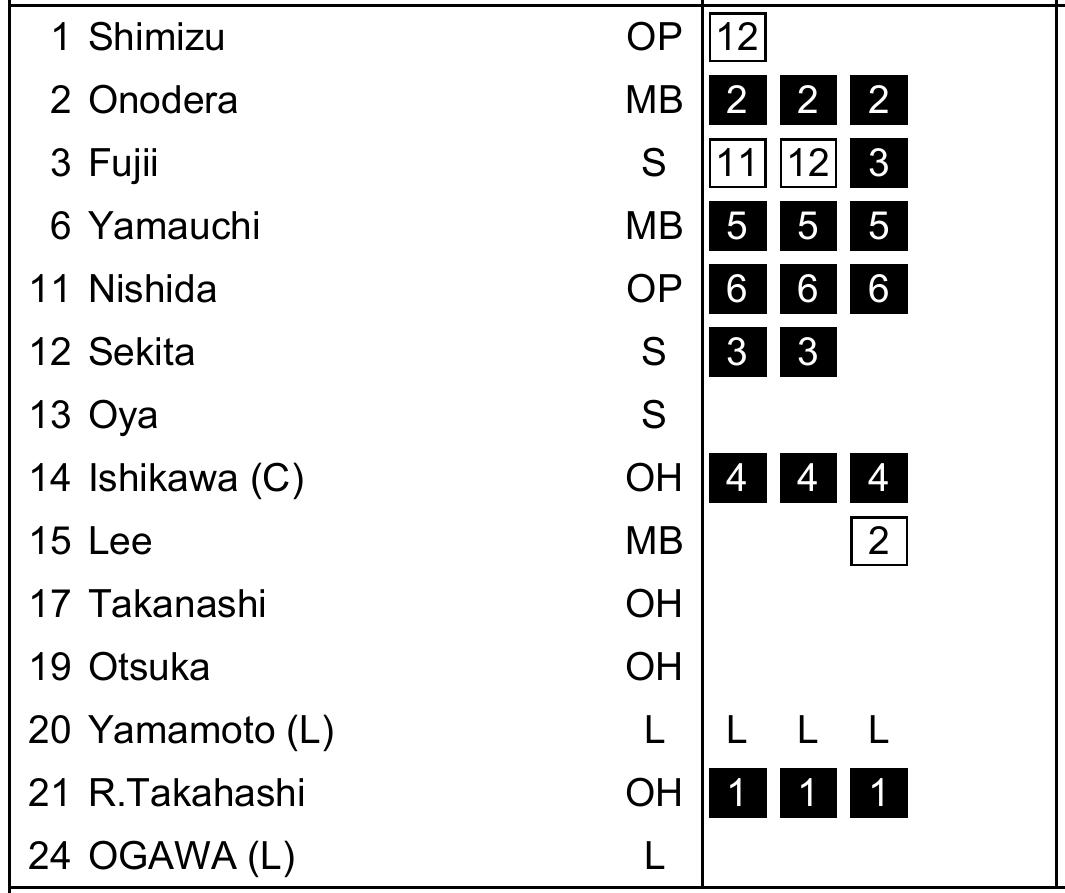 1 Shimizu OP 12
2 Onodera MB 2 2 2
3 Fujii S 11 12 3
6 Yamauchi MB 5 5 5
11 Nishida OP 6 6 6
12 Sekita S 3 3
13 Oya S
14 Ishikawa (C) OH 4 4 4
15 Lee MB 2
17 Takanashi OH
19 Otsuka OH
20 Yamamoto (L) L L L L
21 R.Takahashi OH 1 1 1
24 OGAWA (L) L